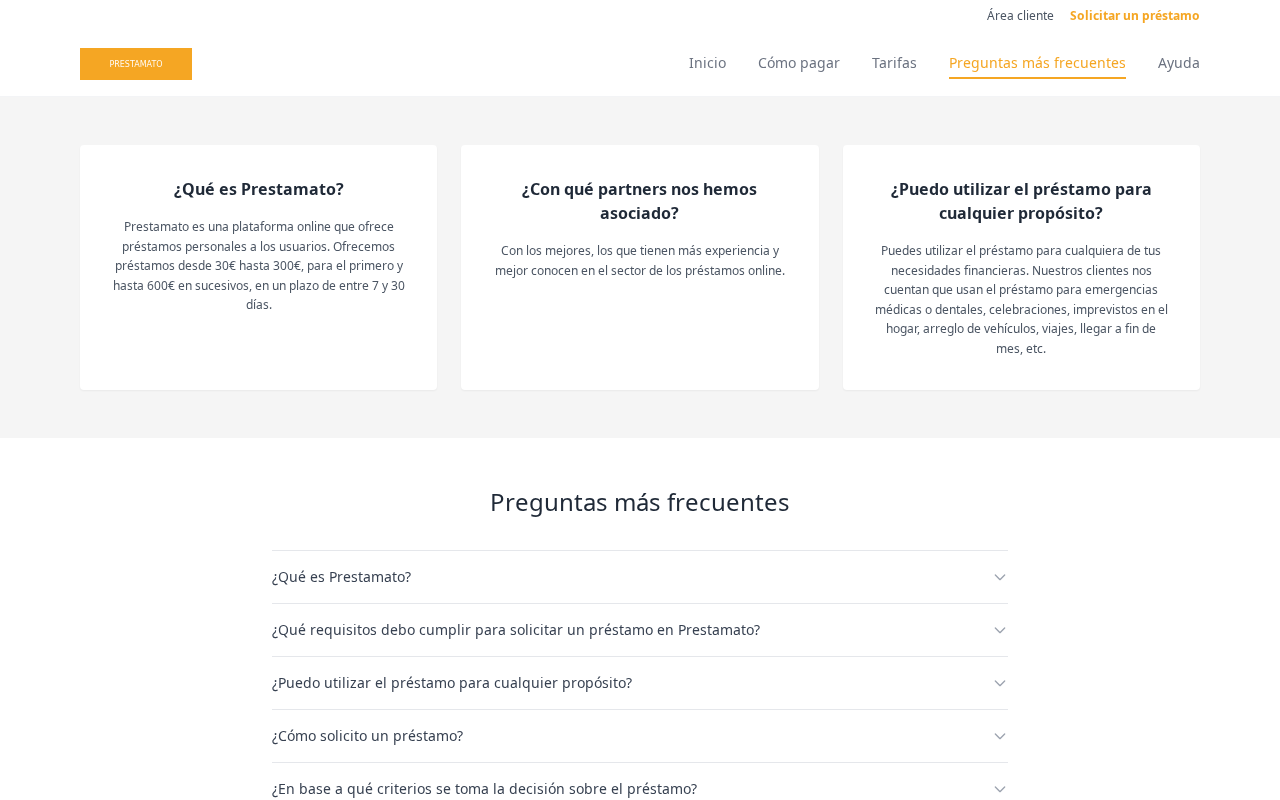 Área cliente Solicitar un préstamo
PRESTAMATO
Inicio Cómo pagar Tarifas Preguntas más frecuentes Ayuda
¿Qué es Prestamato?
Prestamato es una plataforma online que ofrece
préstamos personales a los usuarios. Ofrecemos
préstamos desde 30€ hasta 300€, para el primero y
hasta 600€ en sucesivos, en un plazo de entre 7 y 30
días.
¿Con qué partners nos hemos
asociado?
Con los mejores, los que tienen más experiencia y
mejor conocen en el sector de los préstamos online.
¿Puedo utilizar el préstamo para
cualquier propósito?
Puedes utilizar el préstamo para cualquiera de tus
necesidades financieras. Nuestros clientes nos
cuentan que usan el préstamo para emergencias
médicas o dentales, celebraciones, imprevistos en el
hogar, arreglo de vehículos, viajes, llegar a fin de
mes, etc.
Preguntas más frecuentes
¿Qué es Prestamato?
¿Qué requisitos debo cumplir para solicitar un préstamo en Prestamato?
¿Puedo utilizar el préstamo para cualquier propósito?
¿Cómo solicito un préstamo?
¿En base a qué criterios se toma la decisión sobre el préstamo?